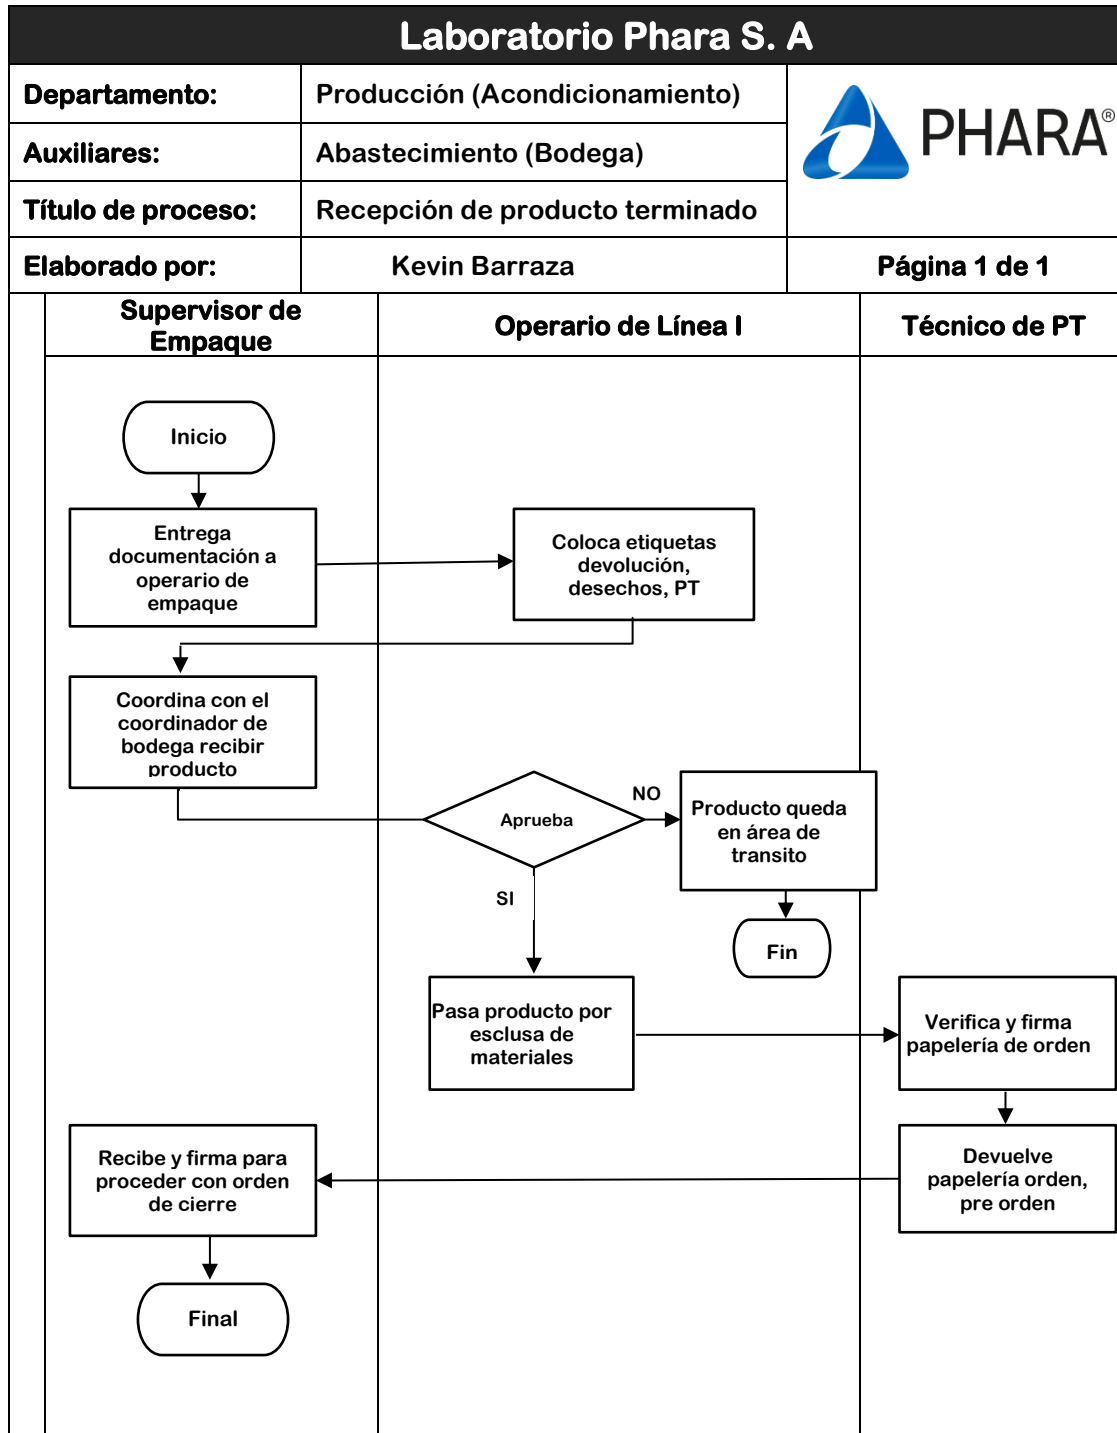 Laboratorio Phara S. A
Departamento:
Producción (Acondicionamiento)
PHARA®
Auxiliares:
Abastecimiento (Bodega)
Título de proceso:
Recepción de producto terminado
Elaborado por:
Kevin Barraza
Página 1 de 1
Supervisor de
Empaque
Operario de Línea I
Técnico de PT
Inicio
Entrega
documentación a
operario de
empaque
Coloca etiquetas
devolución,
desechos, PT
Coordina con el
coordinador de
bodega recibir
producto
Aprueba
NO
Producto queda
en área de
transito
SI
Fin
Pasa producto por
esclusa de
materiales
Verifica y firma
papelería de orden
Devuelve
papelería orden,
pre orden
Recibe y firma para
proceder con orden
de cierre
Final